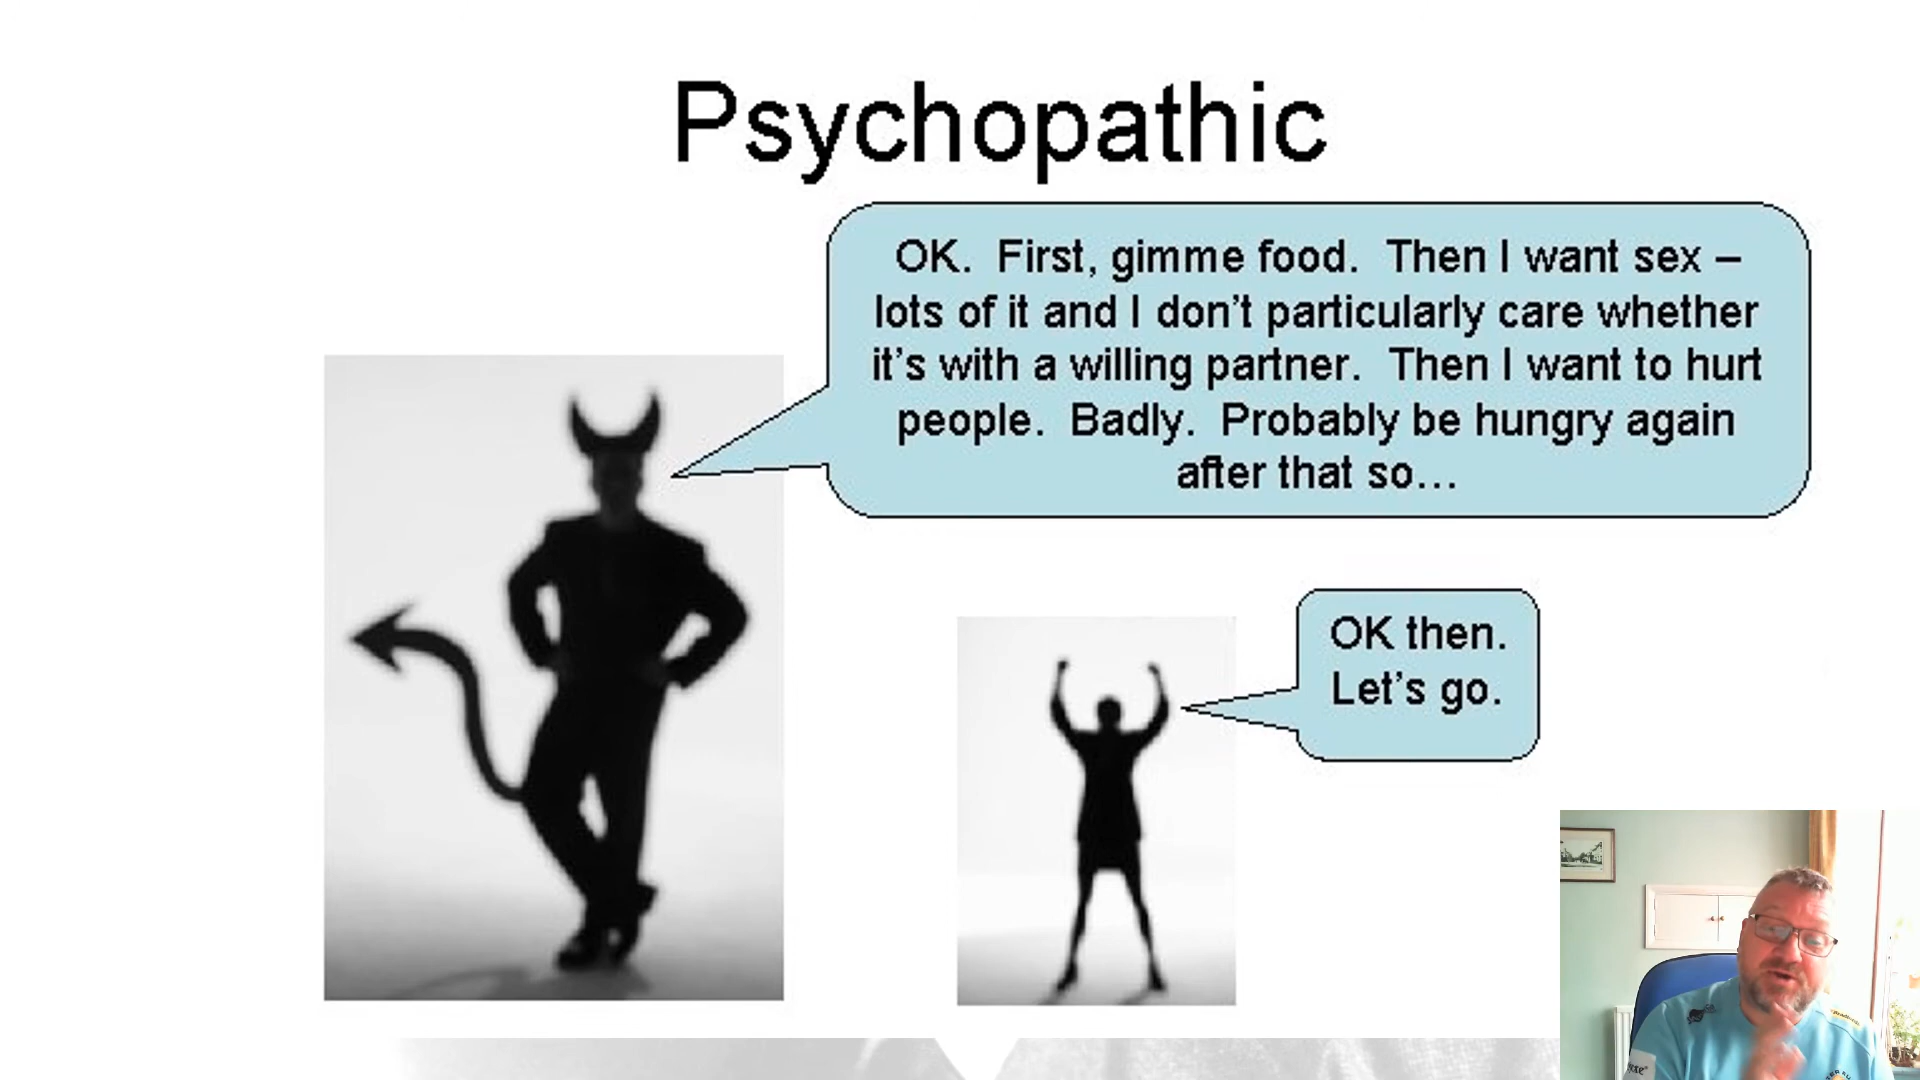 Psychopathic
OK. First, gimme food. Then I want sex –
lots of it and I don't particularly care whether
it's with a willing partner. Then I want to hurt
people. Badly. Probably be hungry again
after that so...
OK then.
Let's go.